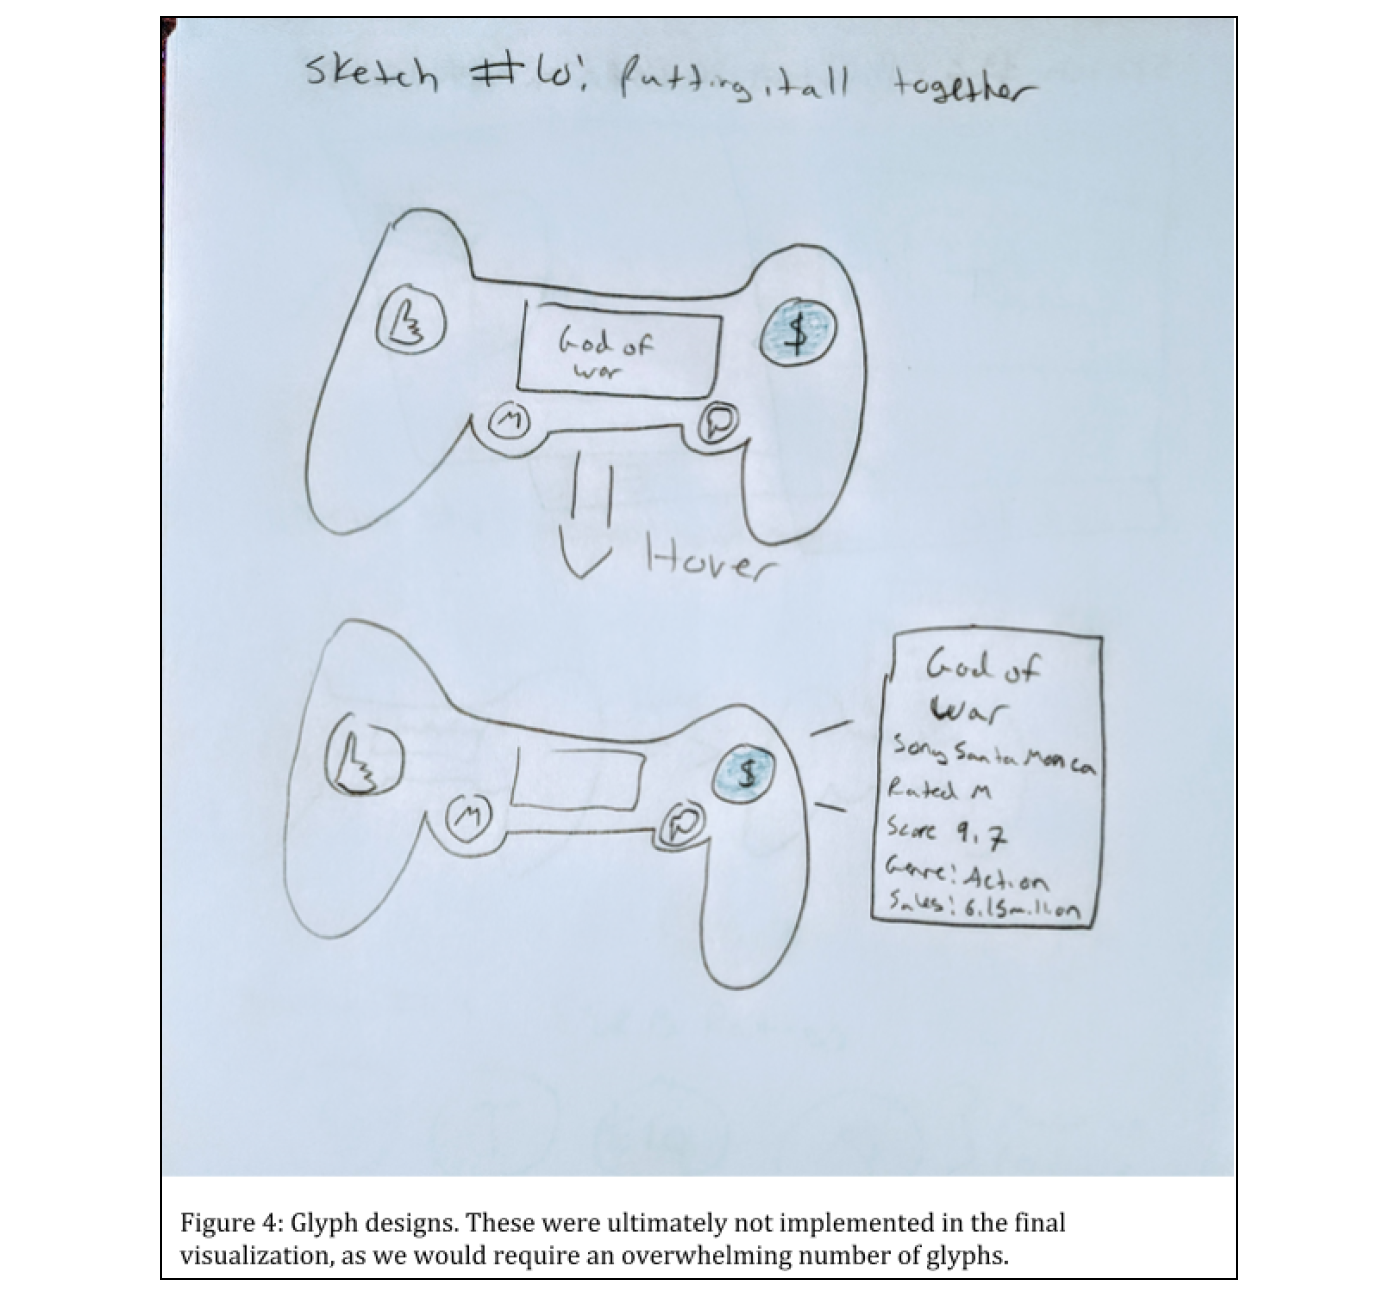 Sketch #6: Putting it all together
$
God of
war
M
Hover
God of
war
Sony Santa Monica
Rated M
Score 9.7
Genre: Action
Sales: 6.15 million
$
M
Figure 4: Glyph designs. These were ultimately not implemented in the final
visualization, as we would require an overwhelming number of glyphs.